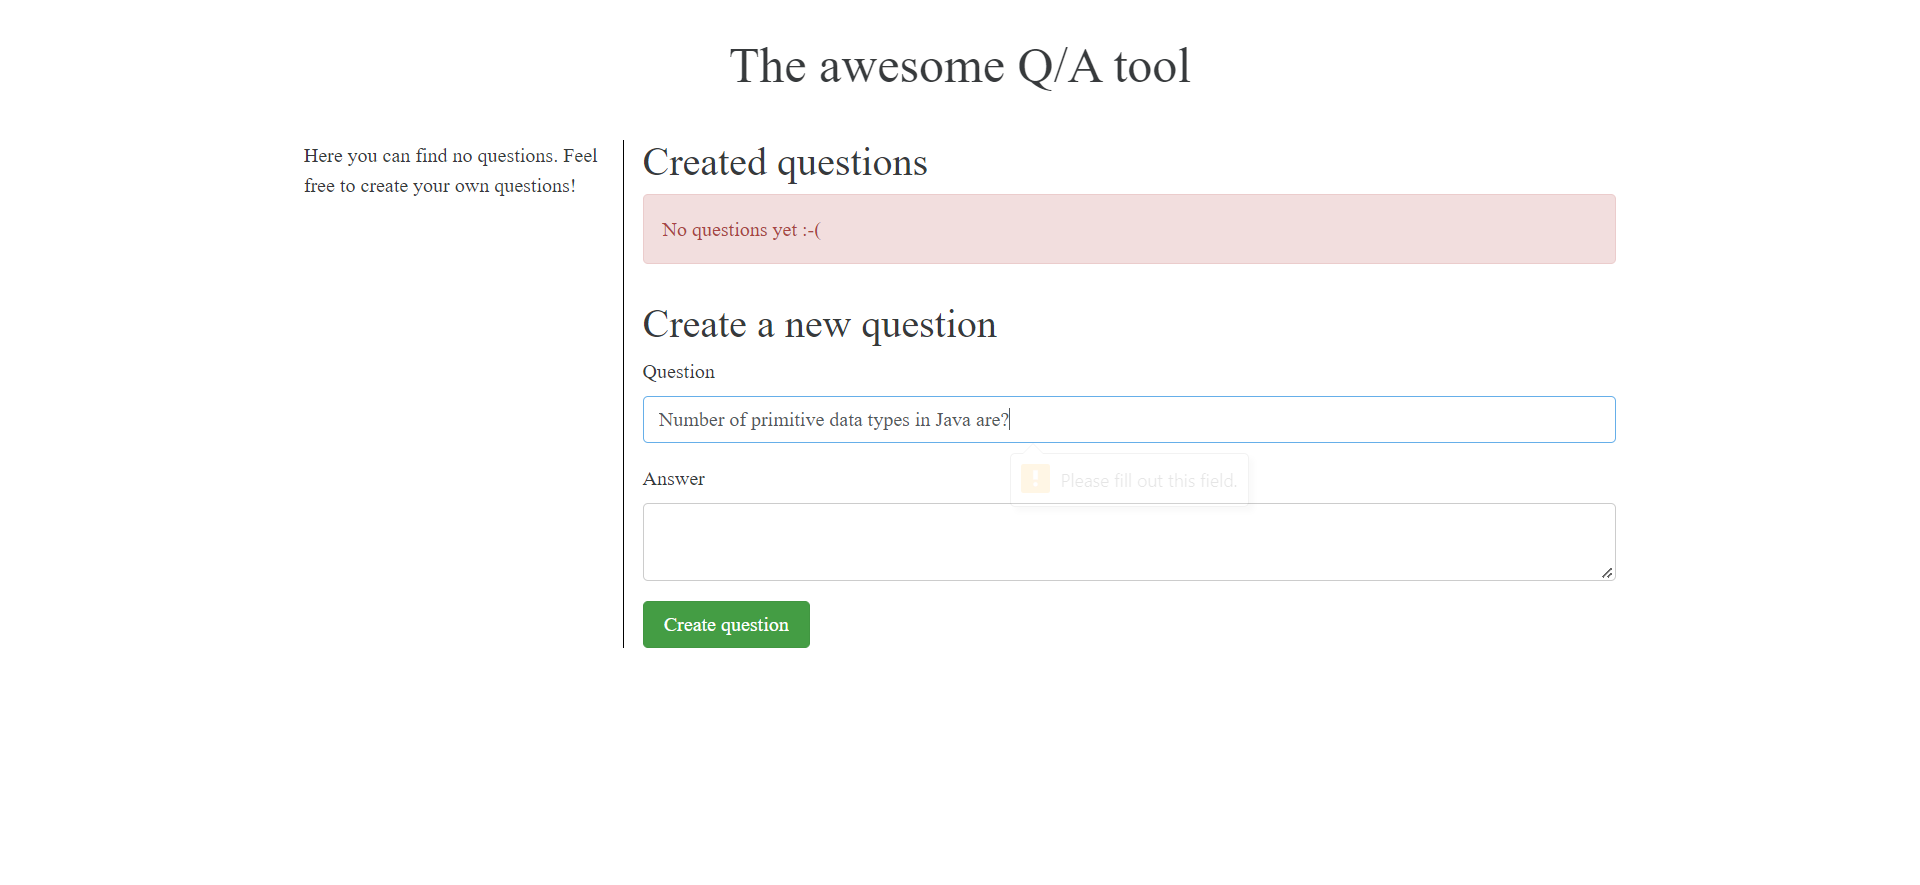 The awesome Q/A tool
Here you can find no questions. Feel
free to create your own questions!
Created questions
No questions yet :-(
Create a new question
Question
Number of primitive data types in Java are?
! Please fill out this field.
Answer
Create question